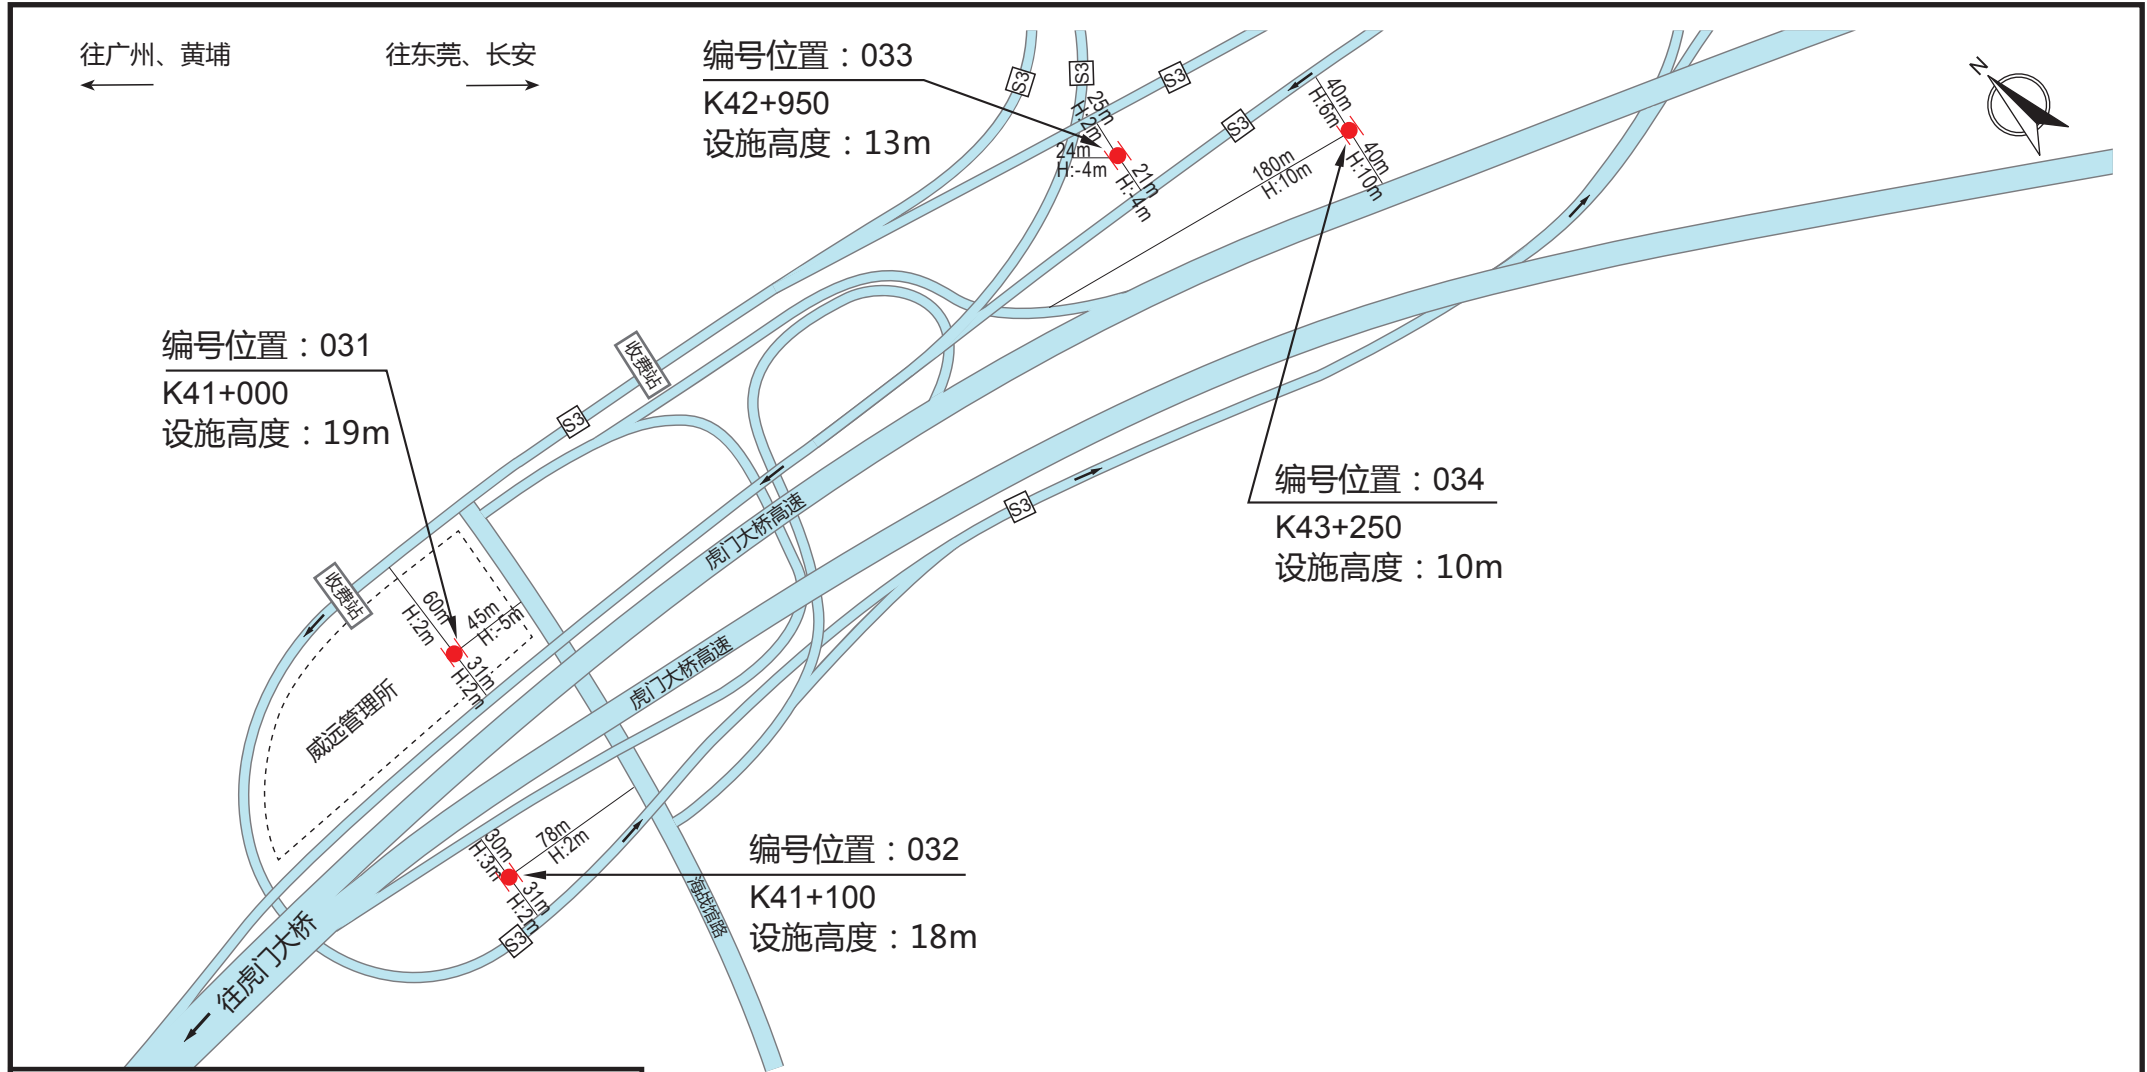 往广州、黄埔
往东莞、长安
编号位置：033
K42+950
设施高度：13m
S3
S3
S3
S3
N
25m
H:2m
24m
H:-4m
21m
H:-4m
40m
H:6m
40m
H:10m
180m
H:10m
编号位置：031
K41+000
设施高度：19m
收费站
S3
编号位置：034
K43+250
设施高度：10m
S3
虎门大桥高速
虎门大桥高速
收费站
60m
H:2m
45m
H:-5m
31m
H:2m
威远管理所
30m
H:3m
78m
H:2m
31m
H:2m
S3
编号位置：032
K41+100
设施高度：18m
海战馆路
往虎门大桥